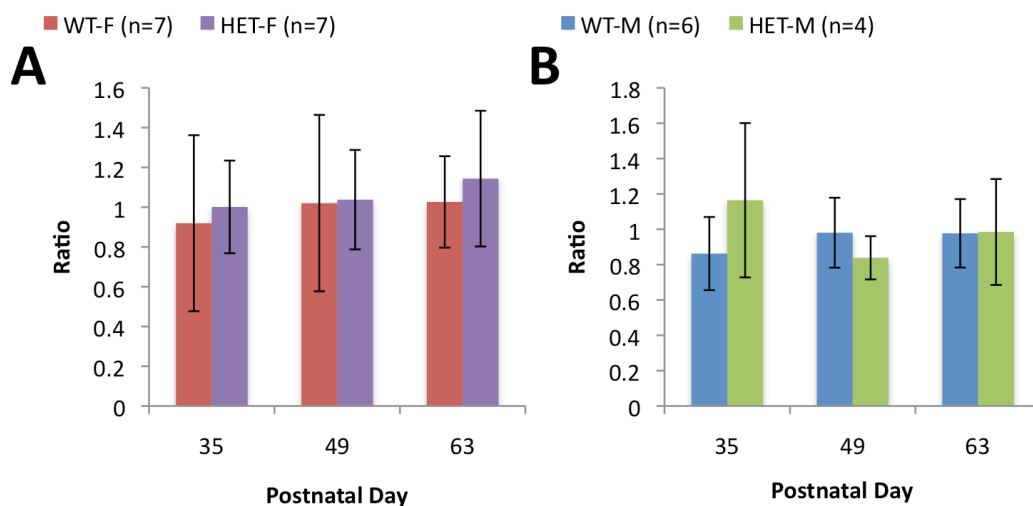 WT-F (n=7) HET-F (n=7)
A
1.6
1.4
1.2
1
0.8
0.6
0.4
0.2
0
Ratio
35 49 63
Postnatal Day
WT-M (n=6) HET-M (n=4)
B
1.8
1.6
1.4
1.2
1
0.8
0.6
0.4
0.2
0
Ratio
35 49 63
Postnatal Day